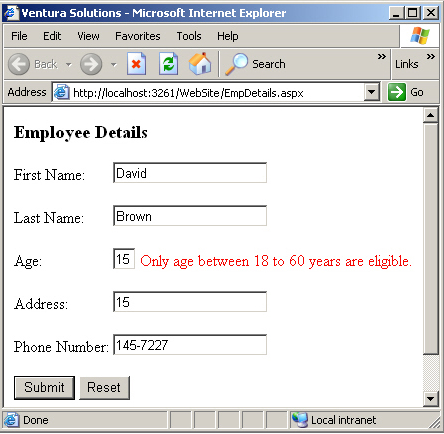 Ventura Solutions - Microsoft Internet Explorer
File Edit View Favorites Tools Help
Back Search » Links »
Address http://localhost:3261/WebSite/EmpDetails.aspx Go
Employee Details
First Name: David
Last Name: Brown
Age: 15 Only age between 18 to 60 years are eligible.
Address: 15
Phone Number: 145-7227
Submit Reset
Done Local intranet